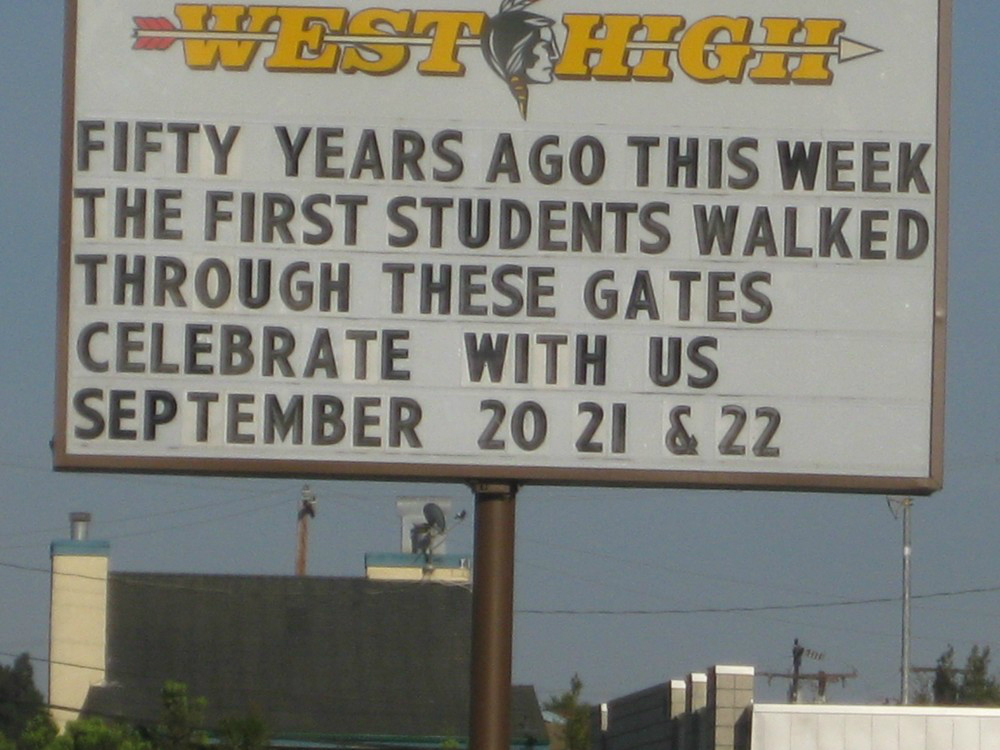 WEST HIGH
FIFTY YEARS AGO THIS WEEK
THE FIRST STUDENTS WALKED
THROUGH THESE GATES
CELEBRATE WITH US
SEPTEMBER 20 21 & 22